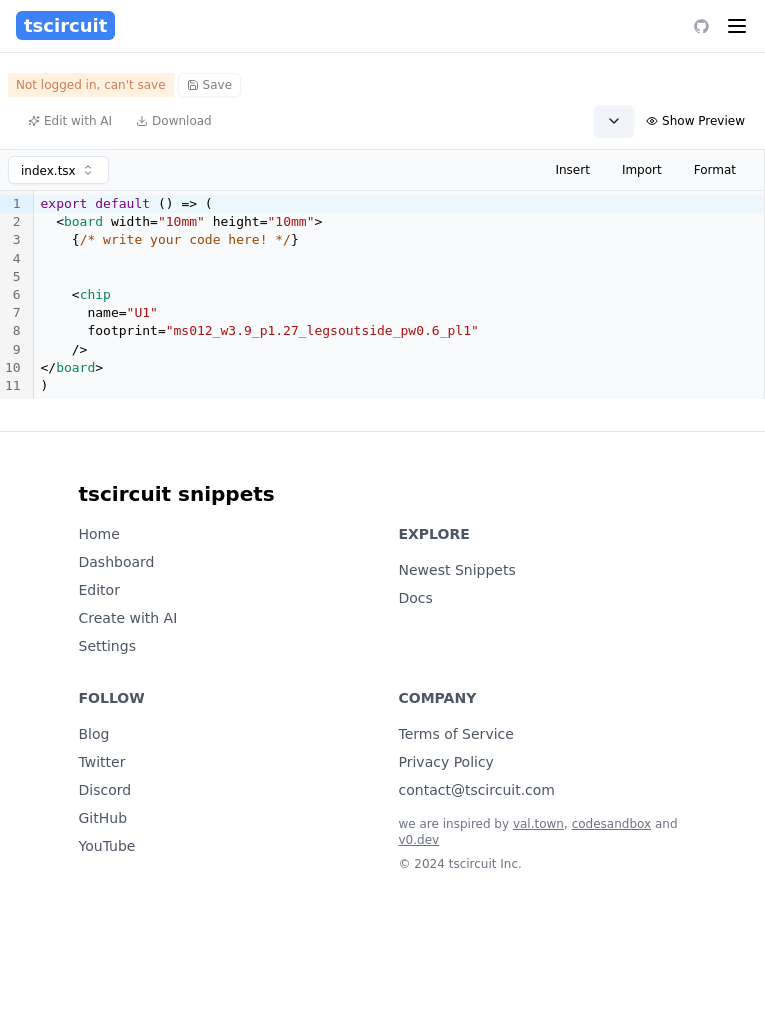 tscircuit
Not logged in, can't save Save
Edit with AI Download Show Preview
index.tsx Insert Import Format
1 export default () => (
2   <board width="10mm" height="10mm">
3     {/* write your code here! */}
4
5
6     <chip
7       name="U1"
8       footprint="ms012_w3.9_p1.27_legsoutside_pw0.6_pl1"
9     />
10 </board>
11 )
tscircuit snippets
Home
Dashboard
Editor
Create with AI
Settings
EXPLORE
Newest Snippets
Docs
FOLLOW
Blog
Twitter
Discord
GitHub
YouTube
COMPANY
Terms of Service
Privacy Policy
contact@tscircuit.com
we are inspired by val.town, codesandbox and
v0.dev
© 2024 tscircuit Inc.